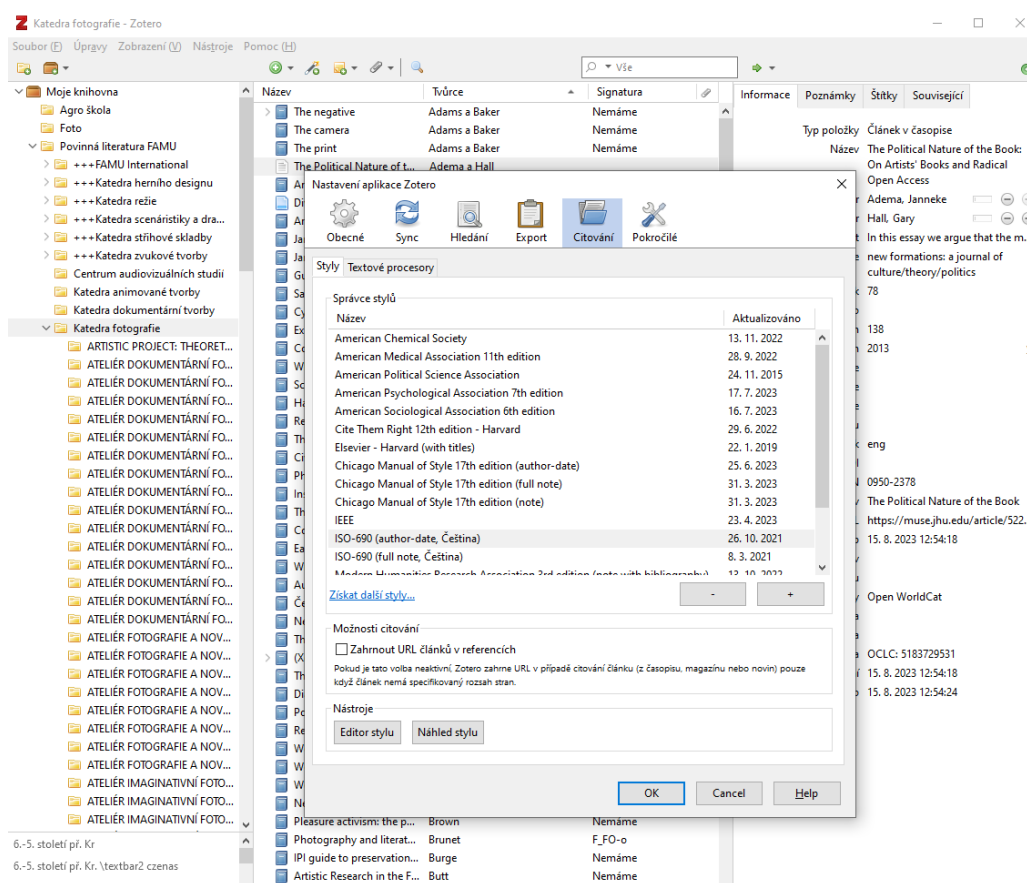 Katedra fotografie - Zotero
Soubor (F) Úpravy Zobrazení (V) Nástroje Pomoc (H)
Vše
Moje knihovna
Agro škola
Foto
Povinná literatura FAMU
+++FAMU International
+++Katedra herního designu
+++Katedra režie
+++Katedra scenáristiky a dra...
+++Katedra střihové skladby
+++Katedra zvukové tvorby
Centrum audiovizuálních studií
Katedra animované tvorby
Katedra dokumentární tvorby
Katedra fotografie
ARTISTIC PROJECT: THEORET...
ATELIÉR DOKUMENTÁRNÍ FO...
ATELIÉR DOKUMENTÁRNÍ FO...
ATELIÉR DOKUMENTÁRNÍ FO...
ATELIÉR DOKUMENTÁRNÍ FO...
ATELIÉR DOKUMENTÁRNÍ FO...
ATELIÉR DOKUMENTÁRNÍ FO...
ATELIÉR DOKUMENTÁRNÍ FO...
ATELIÉR DOKUMENTÁRNÍ FO...
ATELIÉR DOKUMENTÁRNÍ FO...
ATELIÉR DOKUMENTÁRNÍ FO...
ATELIÉR DOKUMENTÁRNÍ FO...
ATELIÉR DOKUMENTÁRNÍ FO...
ATELIÉR DOKUMENTÁRNÍ FO...
ATELIÉR DOKUMENTÁRNÍ FO...
ATELIÉR FOTOGRAFIE A NOV...
ATELIÉR FOTOGRAFIE A NOV...
ATELIÉR FOTOGRAFIE A NOV...
ATELIÉR FOTOGRAFIE A NOV...
ATELIÉR FOTOGRAFIE A NOV...
ATELIÉR FOTOGRAFIE A NOV...
ATELIÉR FOTOGRAFIE A NOV...
ATELIÉR FOTOGRAFIE A NOV...
ATELIÉR FOTOGRAFIE A NOV...
ATELIÉR IMAGINATIVNÍ FOTO...
ATELIÉR IMAGINATIVNÍ FOTO...
ATELIÉR IMAGINATIVNÍ FOTO...
6.-5. století př. Kr
6.-5. století př. Kr. \textbar2 czenas
Název Tvůrce Signatura
The negative Adams a Baker Nemáme
The camera Adams a Baker Nemáme
The print Adams a Baker Nemáme
The Political Nature of t... Adema a Hall
Nastavení aplikace Zotero
Obecné Sync Hledání Export Citování Pokročilé
Styly Textové procesory
Správce stylů
Název Aktualizováno
American Chemical Society 13. 11. 2022
American Medical Association 11th edition 28. 9. 2022
American Political Science Association 24. 11. 2015
American Psychological Association 7th edition 17. 7. 2023
American Sociological Association 6th edition 16. 7. 2023
Cite Them Right 12th edition - Harvard 29. 6. 2022
Elsevier - Harvard (with titles) 22. 1. 2019
Chicago Manual of Style 17th edition (author-date) 25. 6. 2023
Chicago Manual of Style 17th edition (full note) 31. 3. 2023
Chicago Manual of Style 17th edition (note) 31. 3. 2023
IEEE 23. 4. 2023
ISO-690 (author-date, Čeština) 26. 10. 2021
ISO-690 (full note, Čeština) 8. 3. 2021
Modern Humanities Research Association 3rd edition (note with bibliography) 13. 10. 2022
Získat další styly... - +
Možnosti citování
Zahrnout URL článků v referencích
Pokud je tato volba neaktivní, Zotero zahrne URL v případě citování článku (z časopisu, magazínu nebo novin) pouze
když článek nemá specifikovaný rozsah stran.
Nástroje
Editor stylu Náhled stylu
OK Cancel Help
Pleasure activism: the p... Brown Nemáme
Photography and literat... Brunet F_FO-o
IPI guide to preservation... Burge Nemáme
Artistic Research in the F... Butt Nemáme
Informace Poznámky Štítky Související
Typ položky Článek v časopise
Název The Political Nature of the Book:
On Artists' Books and Radical
Open Access
Adema, Janneke
Hall, Gary
In this essay we argue that the m...
new formations: a journal of
culture/theory/politics
78
138
2013
eng
0950-2378
The Political Nature of the Book
https://muse.jhu.edu/article/522...
15. 8. 2023 12:54:18
Open WorldCat
OCLC: 5183729531
15. 8. 2023 12:54:18
15. 8. 2023 12:54:24